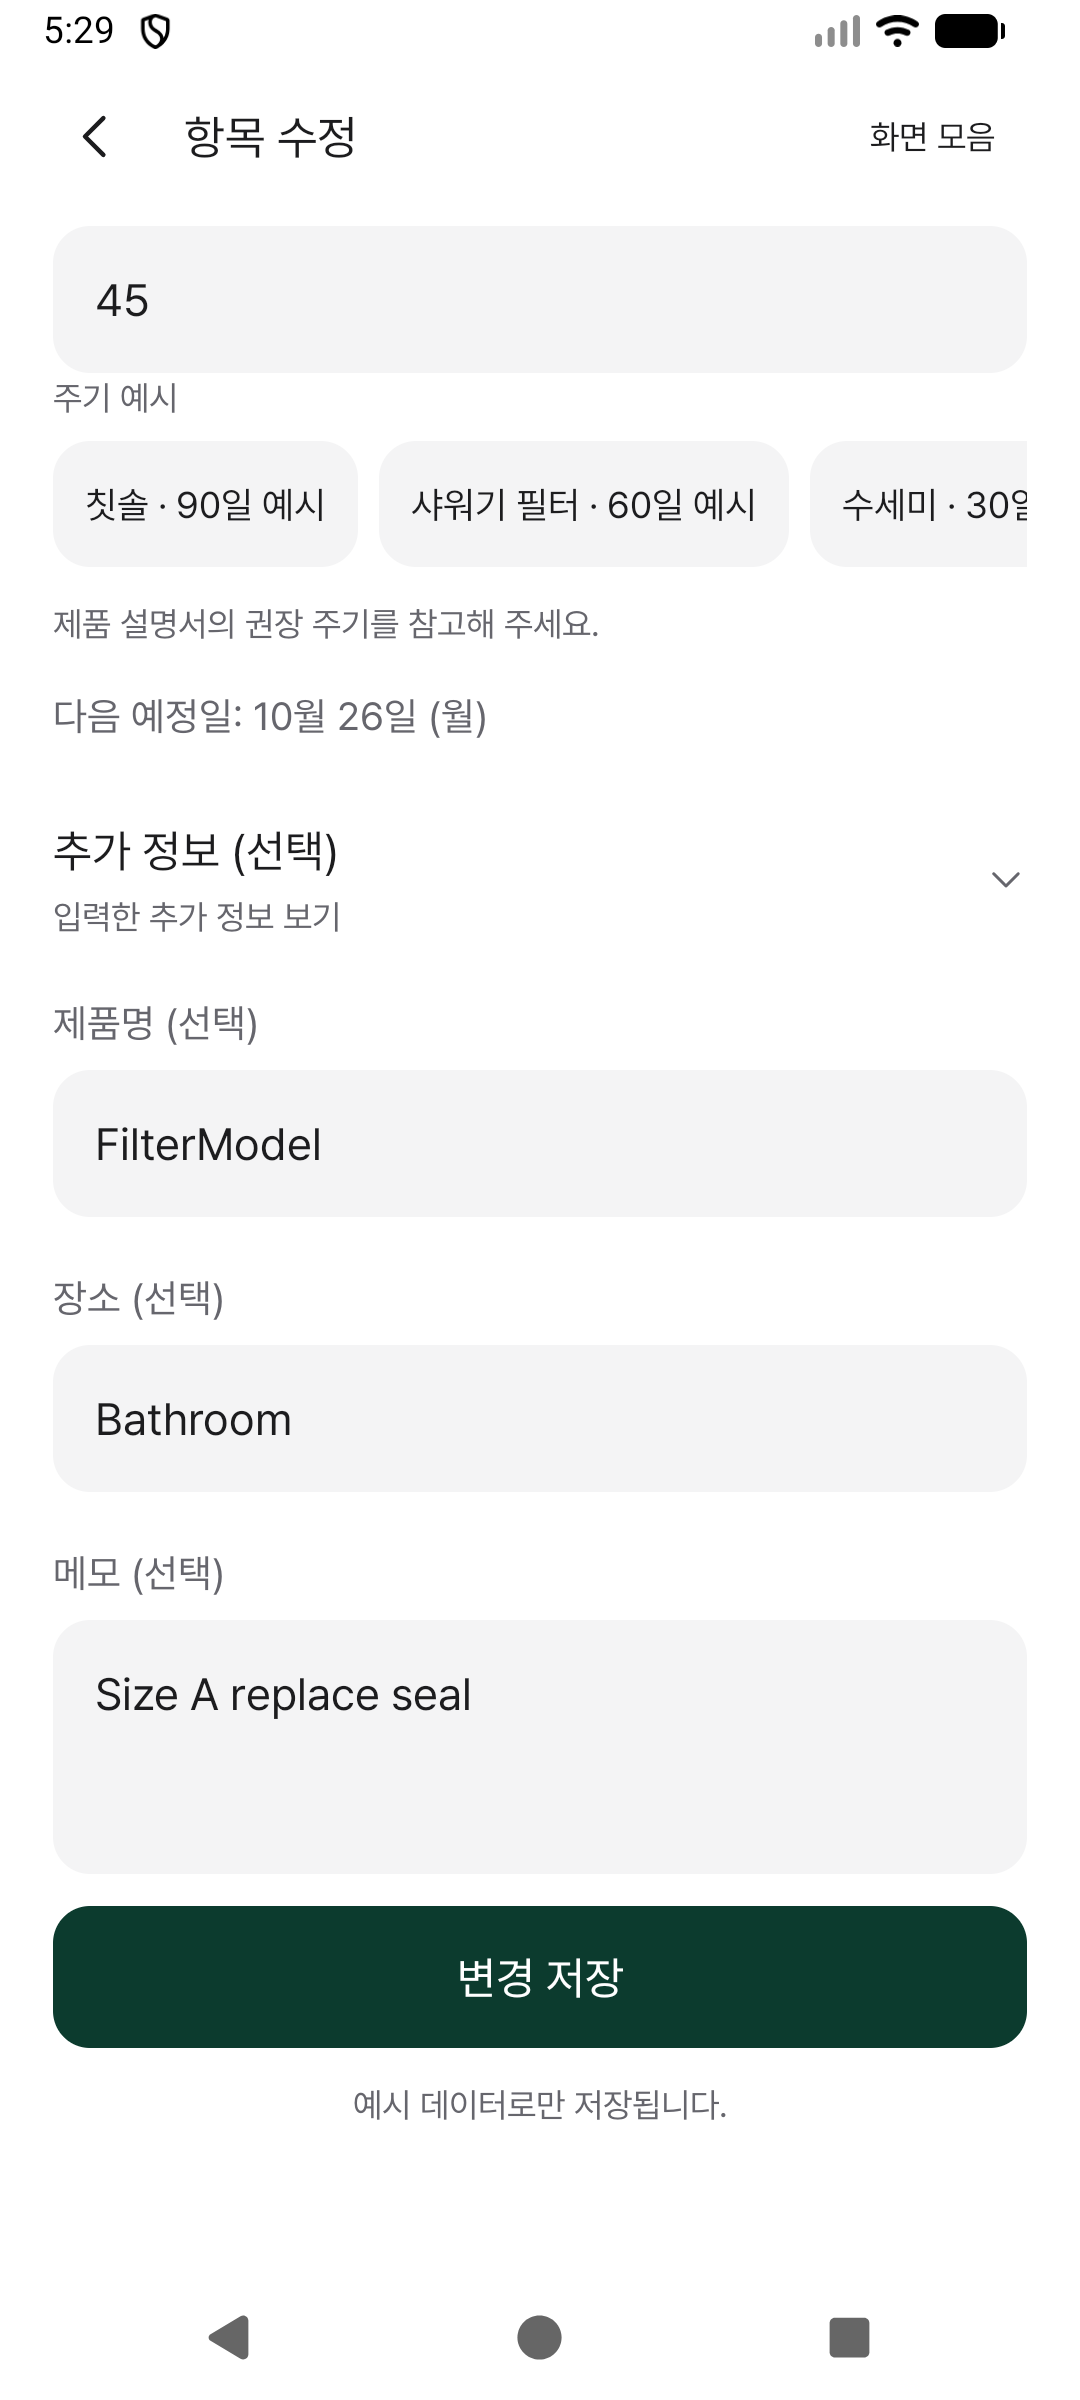 5:29
항목 수정
화면 모음
45
주기 예시
칫솔 · 90일 예시
샤워기 필터 · 60일 예시
수세미 · 30일
제품 설명서의 권장 주기를 참고해 주세요.
다음 예정일: 10월 26일 (월)
추가 정보 (선택)
입력한 추가 정보 보기
제품명 (선택)
FilterModel
장소 (선택)
Bathroom
메모 (선택)
Size A replace seal
변경 저장
예시 데이터로만 저장됩니다.